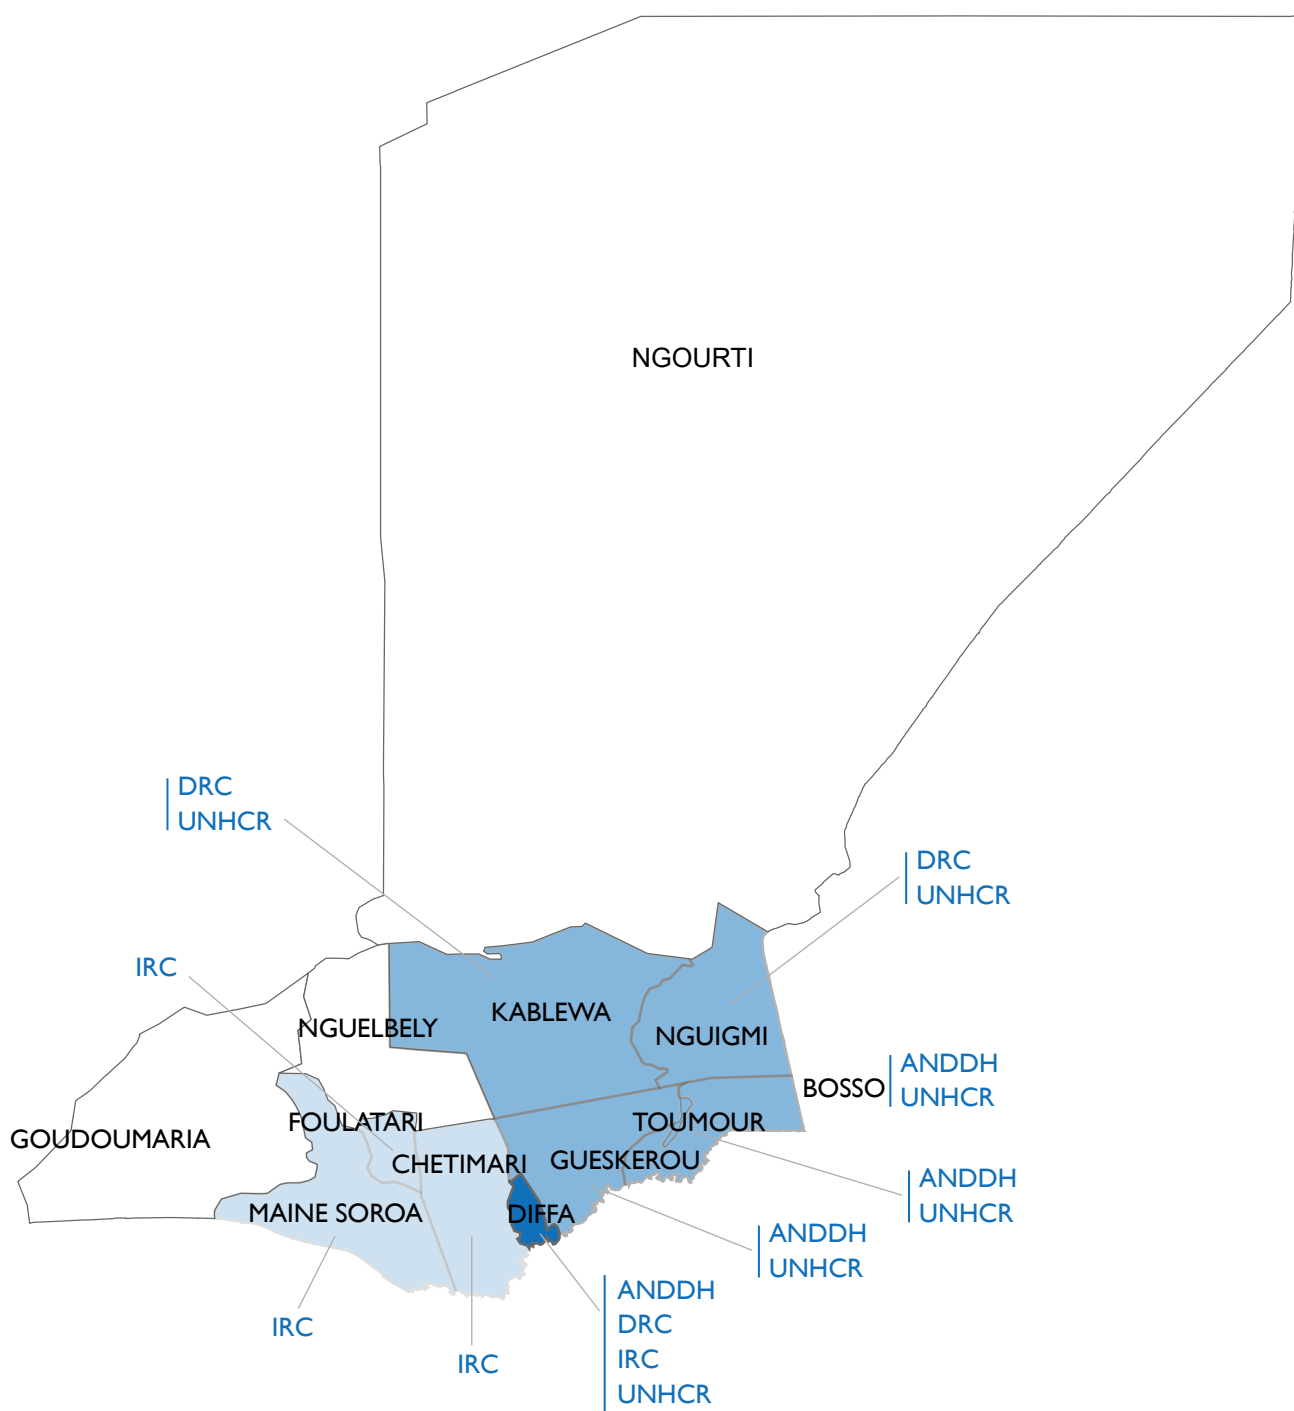 NGOURTI
DRC
UNHCR
DRC
UNHCR
IRC
KABLEWA
NGUELBELY
NGUIGMI
BOSSO
ANDDH
UNHCR
FOULATARI
TOUMOUR
GOUDOUMARIA
CHETIMARI
GUESKEROU
ANDDH
UNHCR
MAINE SOROA
DIFFA
ANDDH
UNHCR
ANDDH
DRC
IRC
UNHCR
IRC
IRC